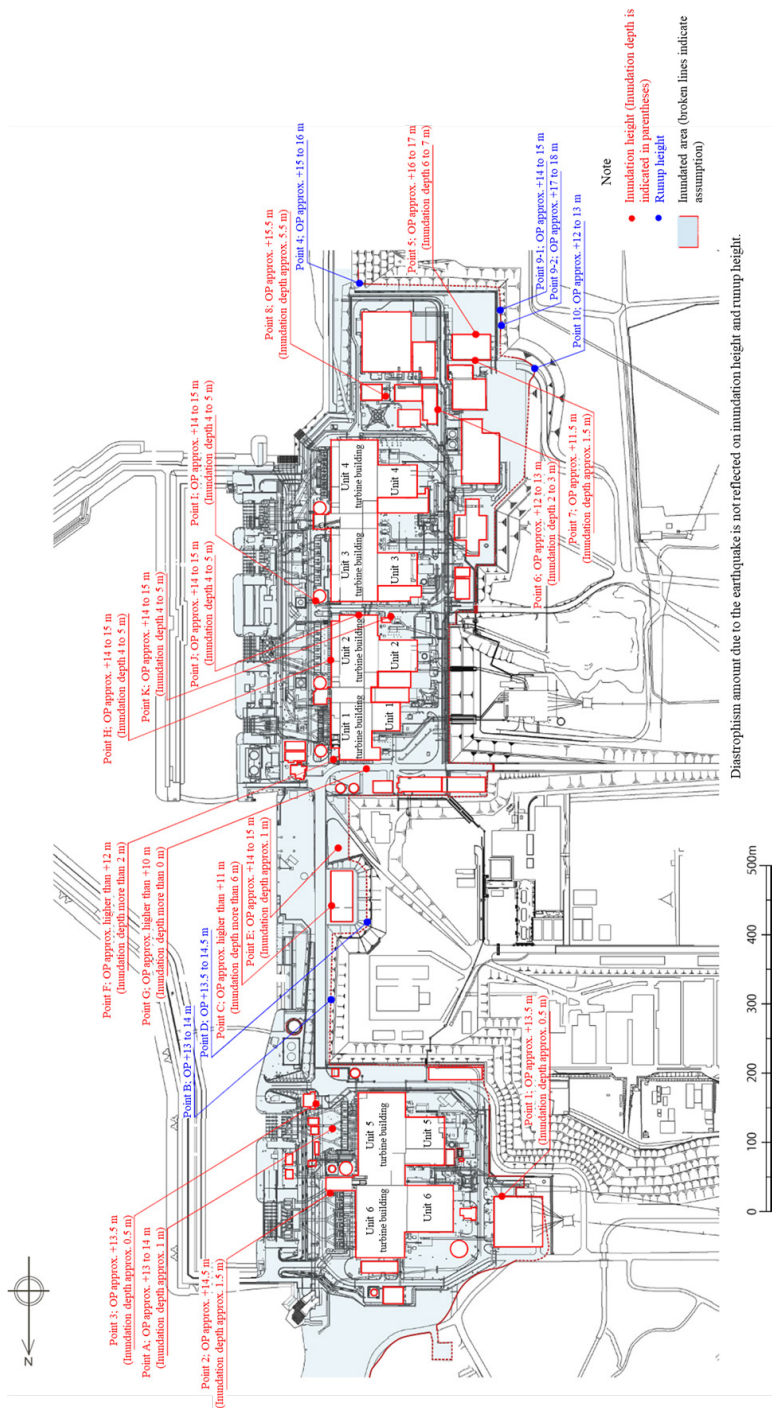 N
Point 3; OP approx. +13.5 m
(Inundation depth approx. 0.5 m)
Point A; OP approx. +13 to 14 m
(Inundation depth approx. 1 m)
Point 2; OP approx. +14.5 m
(Inundation depth approx. 1.5 m)
Point B; OP +13 to 14 m
Point D; OP +13.5 to 14.5 m
Point F; OP approx. higher than +12 m
(Inundation depth more than 2 m)
Point G; OP approx. higher than +10 m
(Inundation depth more than 0 m)
Point C; OP approx. higher than +11 m
(Inundation depth more than 6 m)
Point E; OP approx. +14 to 15 m
(Inundation depth approx. 1 m)
Point H; OP approx. +14 to 15 m
(Inundation depth 4 to 5 m)
Point K; OP approx. +14 to 15 m
(Inundation depth 4 to 5 m)
Point J; OP approx. +14 to 15 m
(Inundation depth 4 to 5 m)
Point I; OP approx. +14 to 15 m
(Inundation depth 4 to 5 m)
Point 8; OP approx. +15.5 m
(Inundation depth approx. 5.5 m)
Point 4; OP approx. +15 to 16 m
Point 5; OP approx. +16 to 17 m
(Inundation depth 6 to 7 m)
Unit 6
turbine building
Unit 5
turbine building
Unit 6
Unit 5
Unit 1
turbine building
Unit 2
turbine building
Unit 3
turbine building
Unit 4
turbine building
Unit 1
Unit 2
Unit 3
Unit 4
Point 1; OP approx. +13.5 m
(Inundation depth approx. 0.5 m)
Point 6; OP approx. +12 to 13 m
(Inundation depth 2 to 3 m)
Point 7; OP approx. +11.5 m
(Inundation depth approx. 1.5 m)
Point 9-1; OP approx. +14 to 15 m
Point 9-2; OP approx. +17 to 18 m
Point 10; OP approx. +12 to 13 m
Note
Inundation height (Inundation depth is
indicated in parentheses)
Runup height
Inundated area (broken lines indicate
assumption)
0 100 200 300 400 500m
Diastrophism amount due to the earthquake is not reflected on inundation height and runup height.